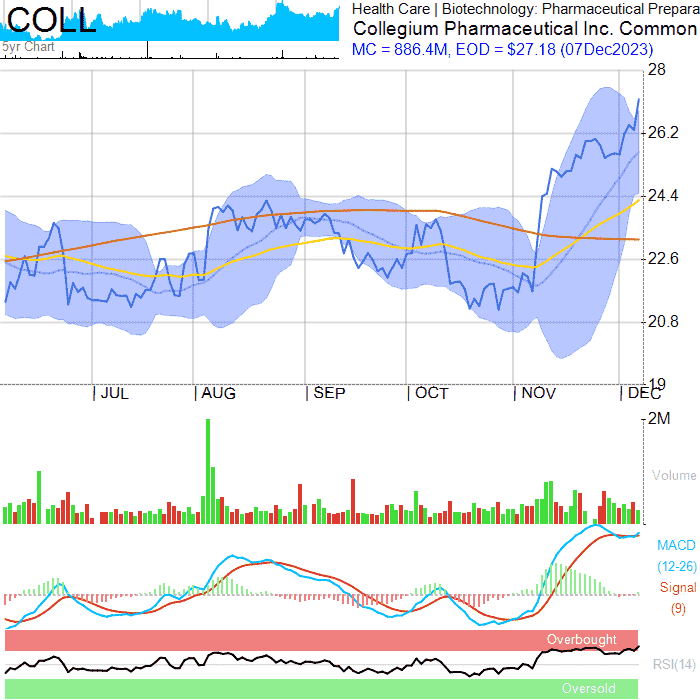 COLL
5yr Chart
Health Care | Biotechnology: Pharmaceutical Prepara
Collegium Pharmaceutical Inc. Common
MC = 886.4M, EOD = $27.18 (07Dec2023)
28
26.2
24.4
22.6
20.8
19
JUL
AUG
SEP
OCT
NOV
DEC
2M
Volume
MACD
(12-26)
Signal
(9)
Overbought
RSI(14)
Oversold